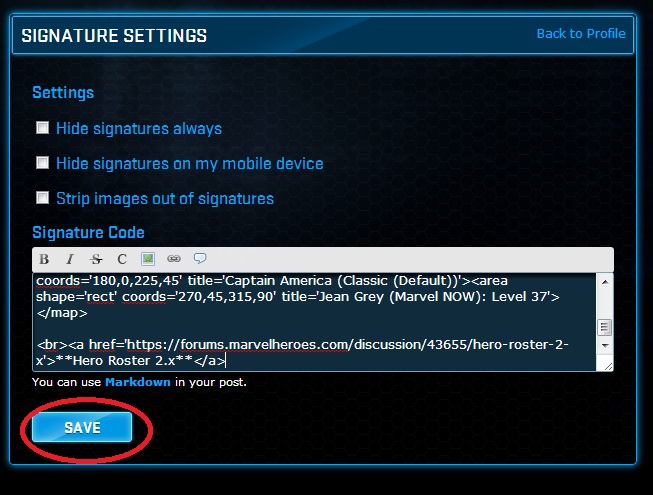 SIGNATURE SETTINGS
Back to Profile
Settings
Hide signatures always
Hide signatures on my mobile device
Strip images out of signatures
Signature Code
B I S C
coords='180,0,225,45' title='Captain America (Classic (Default))'><area
shape='rect' coords='270,45,315,90' title='Jean Grey (Marvel NOW): Level 37'>
</map>
<br><a href='https://forums.marvelheroes.com/discussion/43655/hero-roster-2-
x'>**Hero Roster 2.x**</a>
You can use Markdown in your post.
SAVE